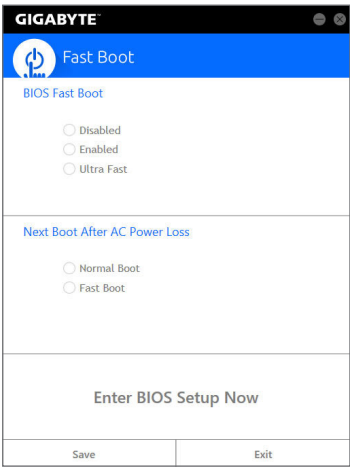 GIGABYTE™
Fast Boot
BIOS Fast Boot
Disabled
Enabled
Ultra Fast
Next Boot After AC Power Loss
Normal Boot
Fast Boot
Enter BIOS Setup Now
Save Exit